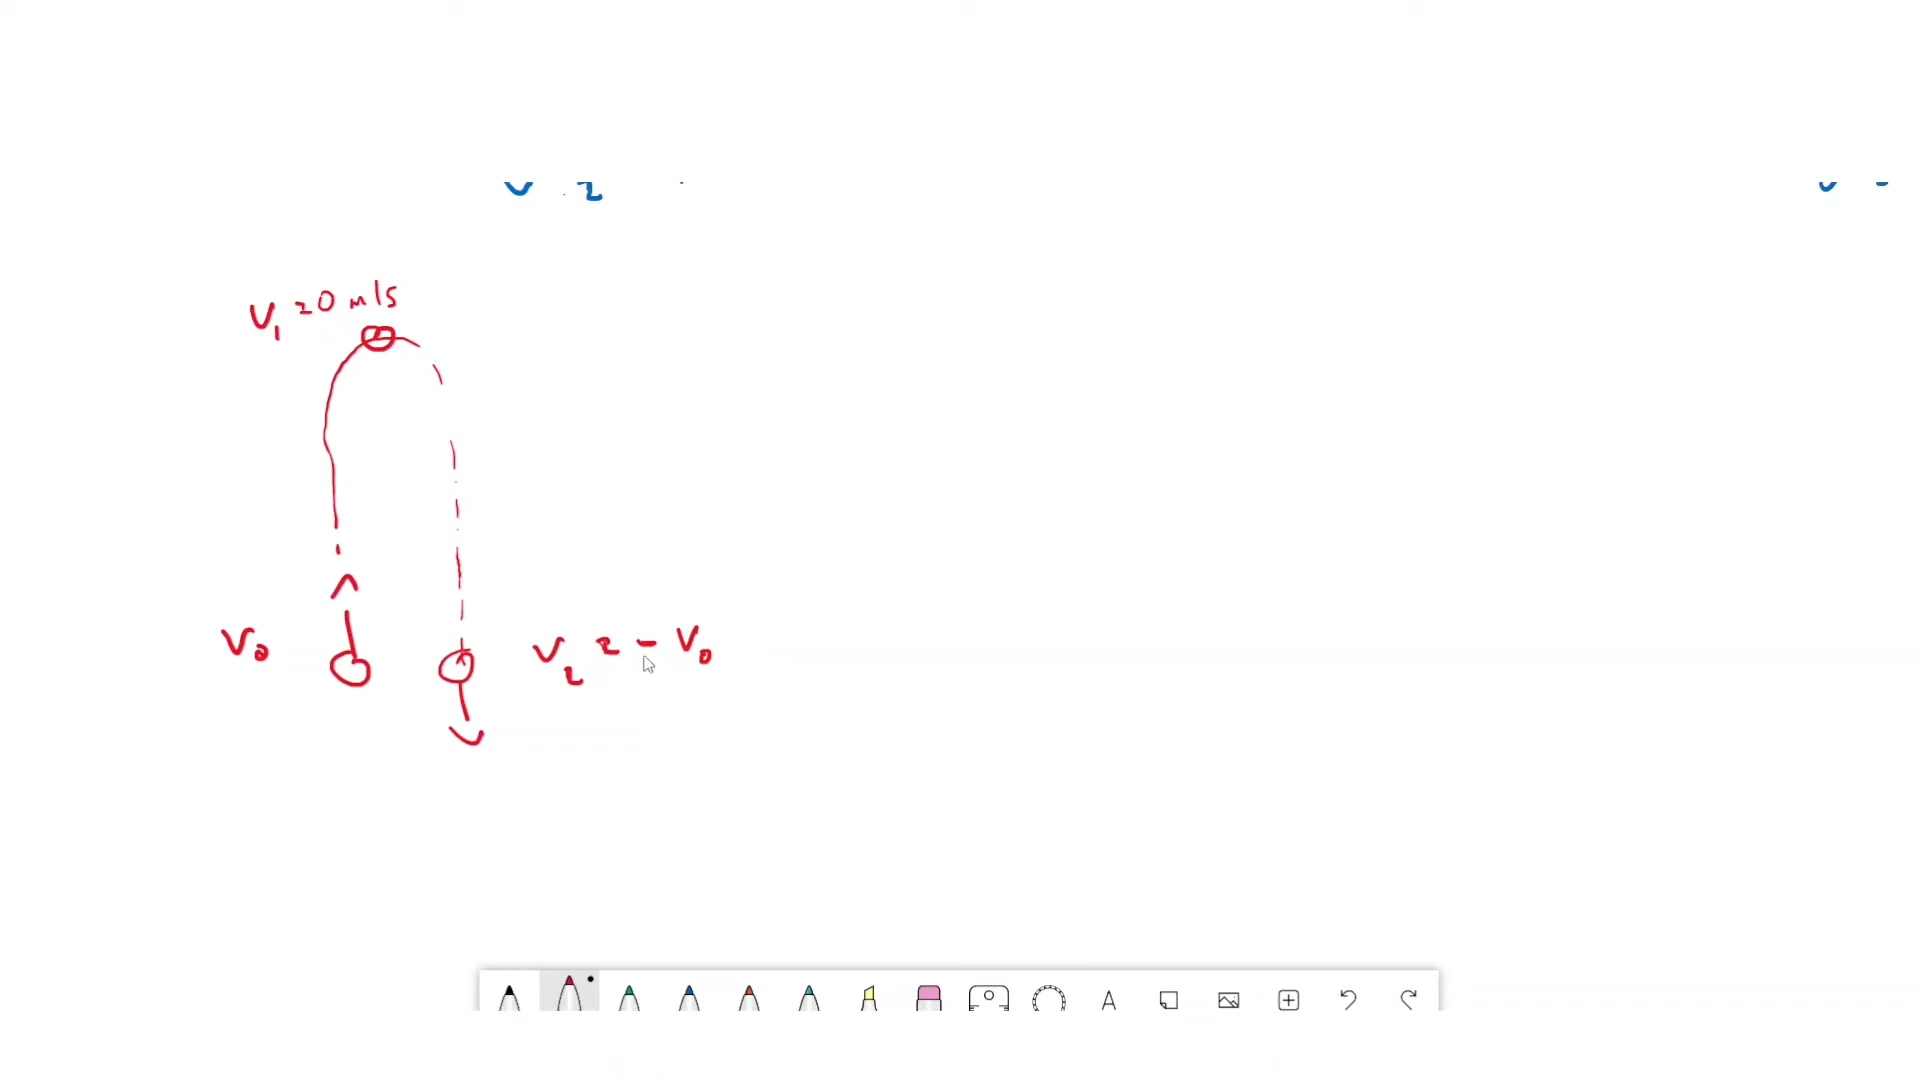 V₁ = 0 m/s
V₀
V₂ = - V₀
A